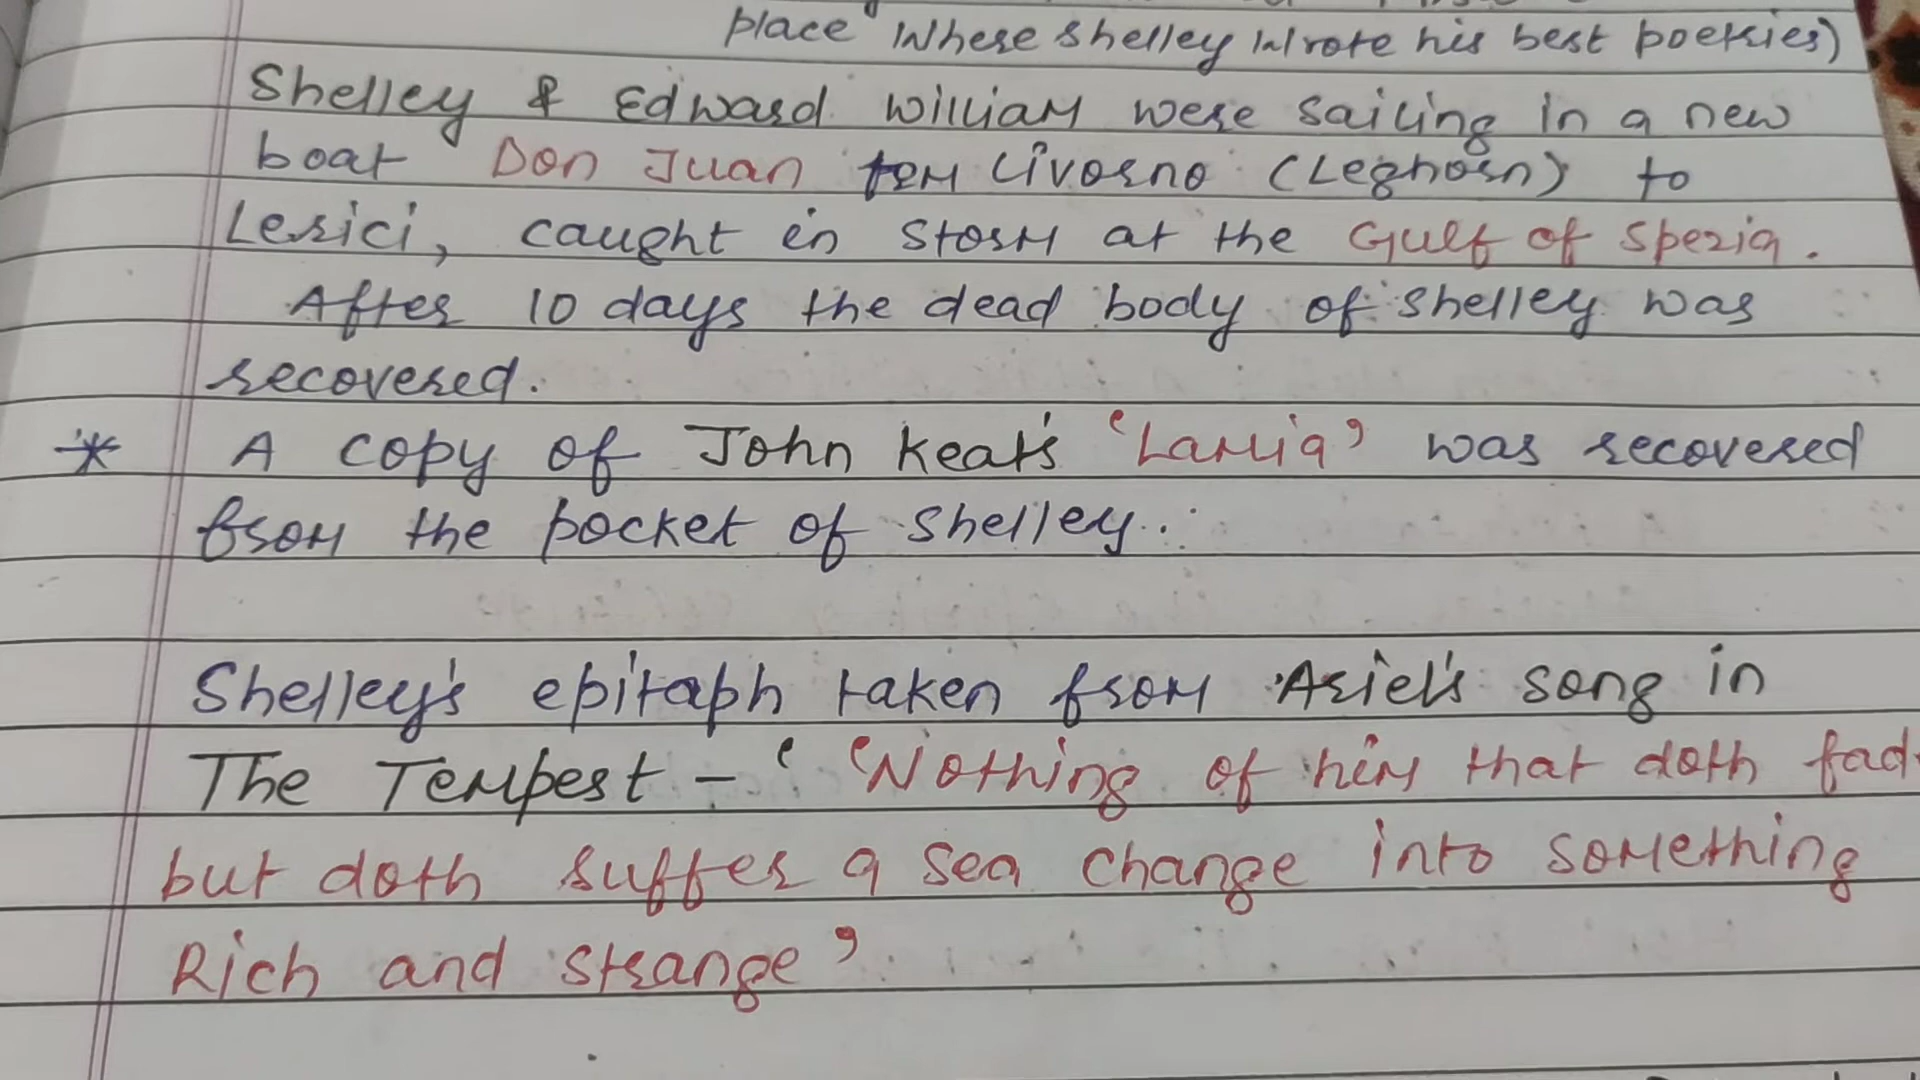 place" Where Shelley Wrote his best poetries)
Shelley & Edward William were sailing in a new
boat Don Juan from Livorno (Leghorn) to
Lerici, caught in storm at the Gulf of Spezia.
After 10 days the dead body of Shelley was
recovered.
* A copy of John Keat's 'Lamia' was recovered
from the pocket of Shelley.
Shelley's epitaph taken from Ariel's song in
The Tempest - ' 'Nothing of him that doth fad
but doth suffer a sea change into something
Rich and strange'